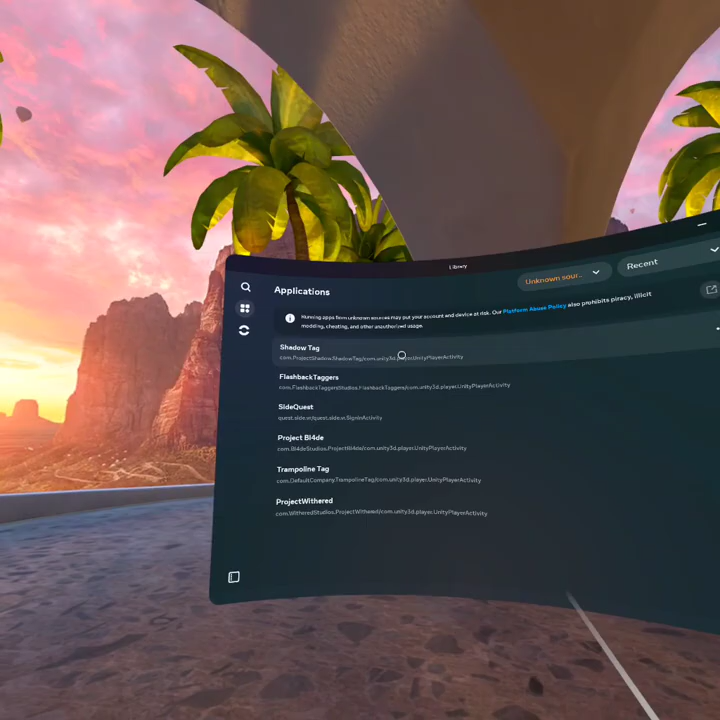 Library
Applications
Unknown sour...
Recent
Running apps from unknown sources may put your account and device at risk. Our Platform Abuse Policy also prohibits piracy, illicit
modding, cheating, and other unauthorized usage.
Shadow Tag
com.ProjectShadow.ShadowTag/com.unity3d.player.UnityPlayerActivity
FlashbackTaggers
com.FlashbackTaggersStudios.FlashbackTaggers/com.unity3d.player.UnityPlayerActivity
SideQuest
quest.side.vr/quest.side.vr.SignInActivity
Project Bl4de
com.Bl4deStudios.ProjectBl4de/com.unity3d.player.UnityPlayerActivity
Trampoline Tag
com.DefaultCompany.TrampolineTag/com.unity3d.player.UnityPlayerActivity
ProjectWithered
com.WitheredStudios.ProjectWithered/com.unity3d.player.UnityPlayerActivity